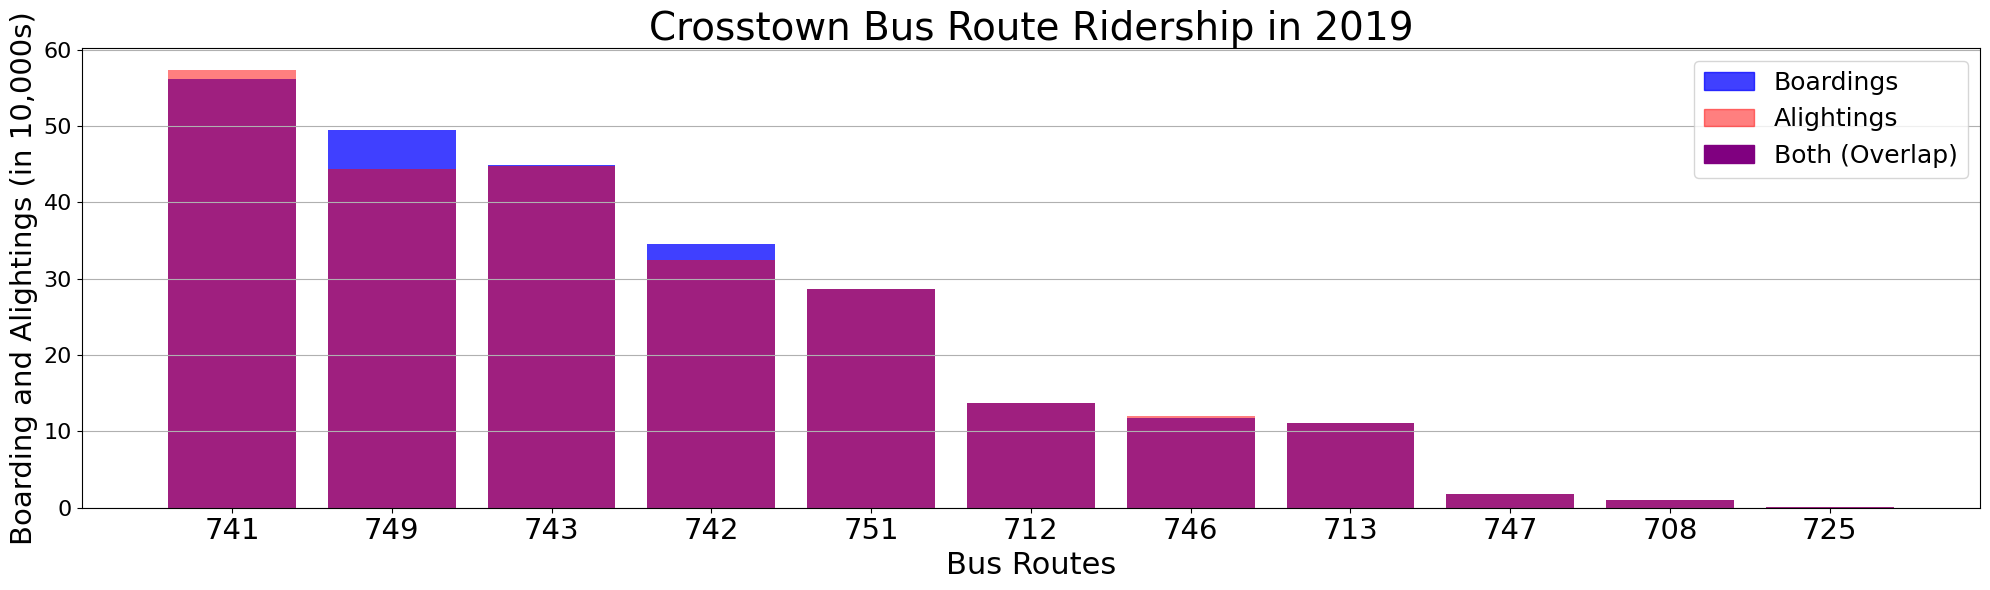 Crosstown Bus Route Ridership in 2019
Boarding and Alightings (in 10,000s)
60
50
40
30
20
10
0
Boardings
Alightings
Both (Overlap)
741 749 743 742 751 712 746 713 747 708 725
Bus Routes